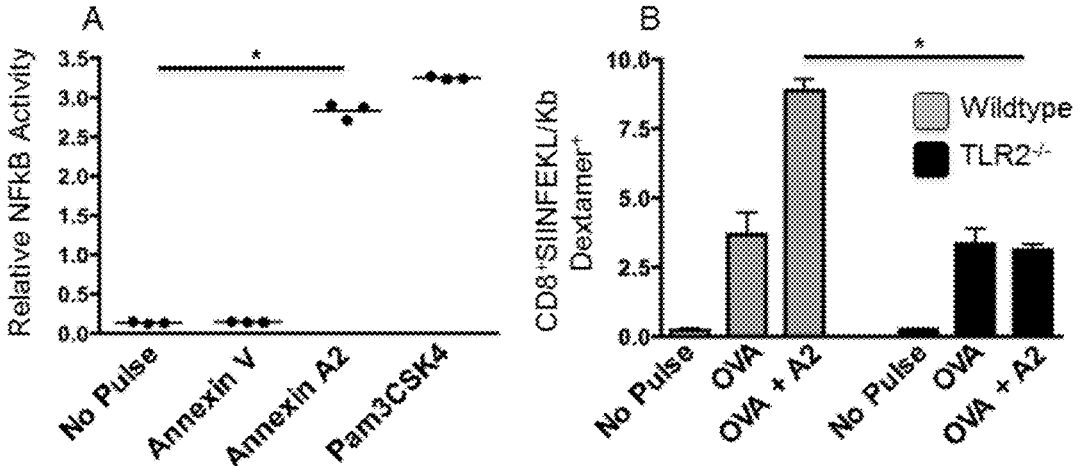 A
Relative NFkB Activity
3.5
3.0
2.5
2.0
1.5
1.0
0.5
0.0
*
No Pulse
Annexin V
Annexin A2
Pam3CSK4
B
CD8⁺SIINFEKL/Kb
Dextamer⁺
10.0
7.5
5.0
2.5
0.0
*
Wildtype
TLR2⁻/⁻
No Pulse
OVA
OVA + A2
No Pulse
OVA
OVA + A2